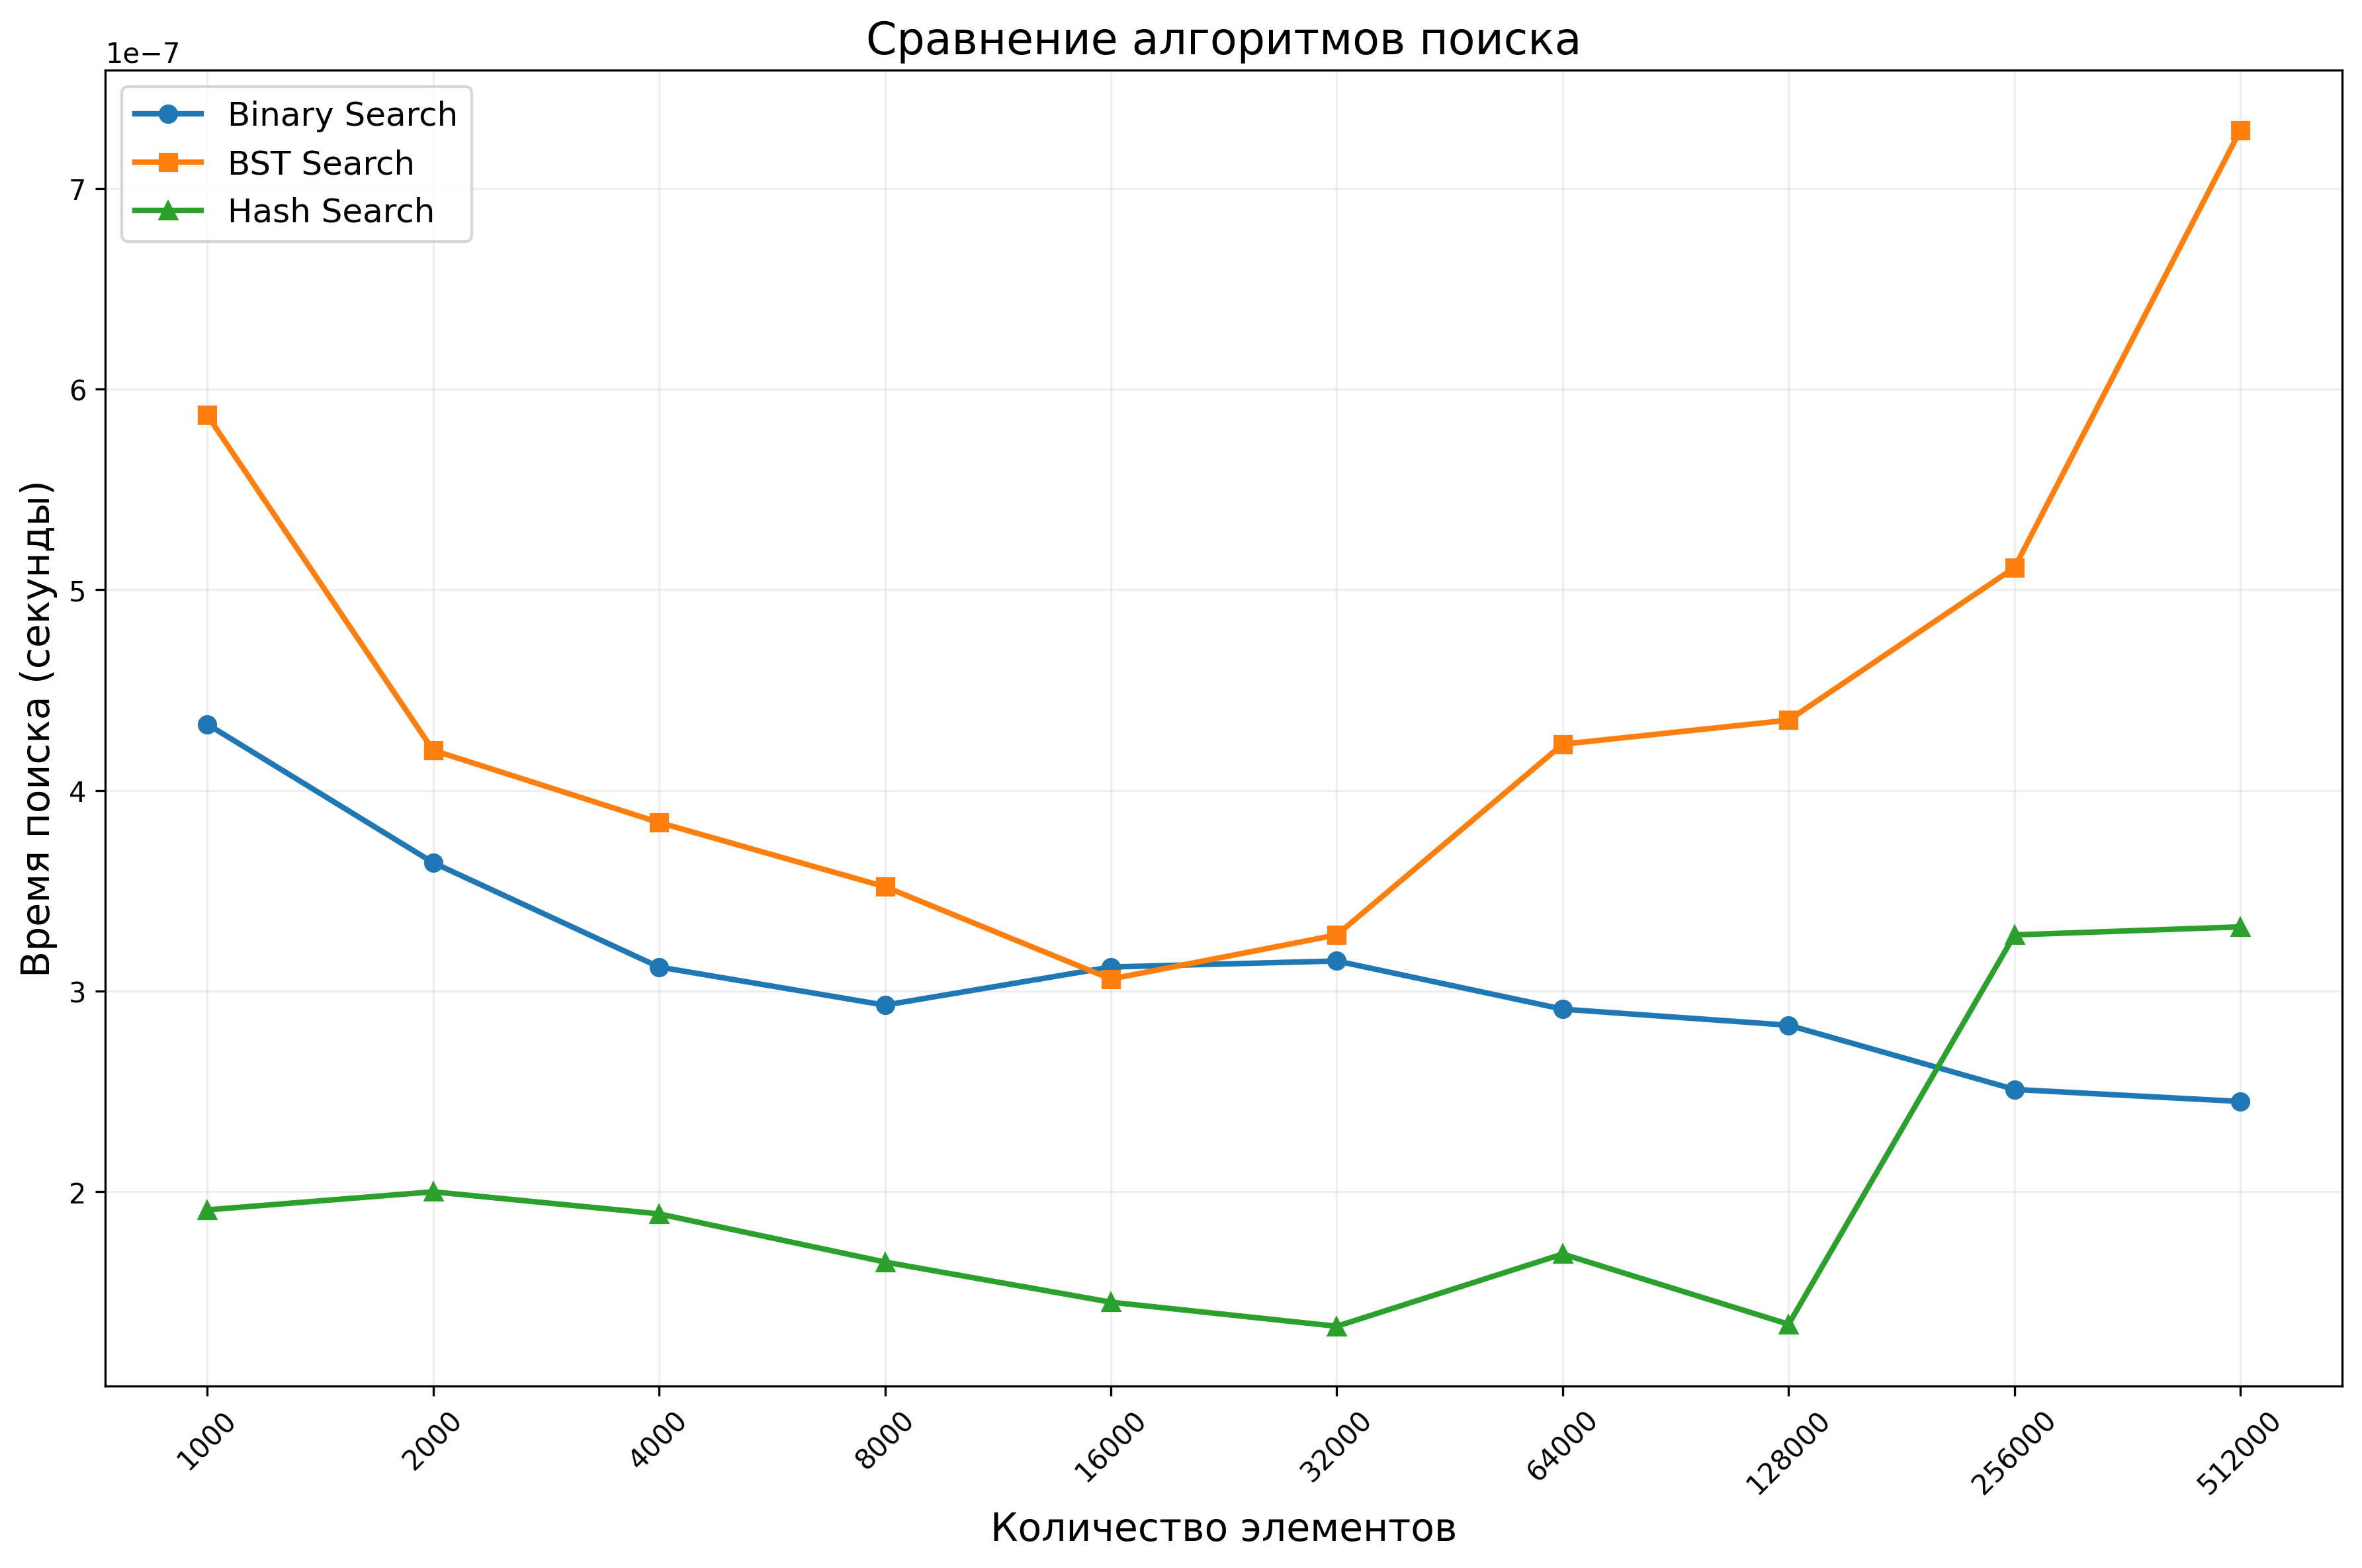 Сравнение алгоритмов поиска
1e−7
Binary Search
BST Search
Hash Search
7
6
5
4
3
2
Время поиска (секунды)
1000
2000
4000
8000
16000
32000
64000
128000
256000
512000
Количество элементов